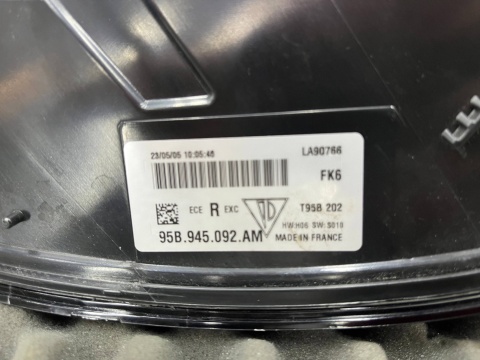 23/05/05 10:05:45 LA90766
FK6
ECE R EXC T95B 202
HW:H06 SW: S010
95B.945.092.AM MADE IN FRANCE